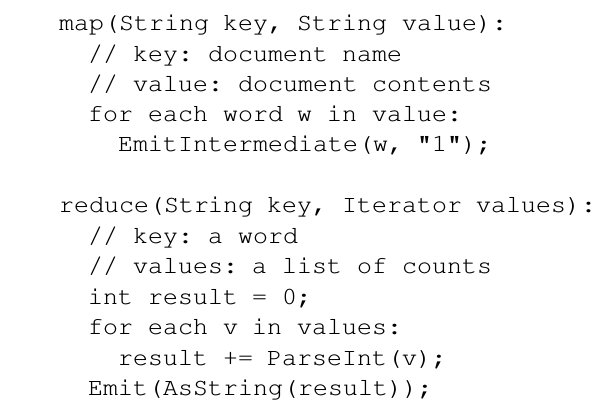 map(String key, String value):
  // key: document name
  // value: document contents
  for each word w in value:
    EmitIntermediate(w, "1");

reduce(String key, Iterator values):
  // key: a word
  // values: a list of counts
  int result = 0;
  for each v in values:
    result += ParseInt(v);
  Emit(AsString(result));